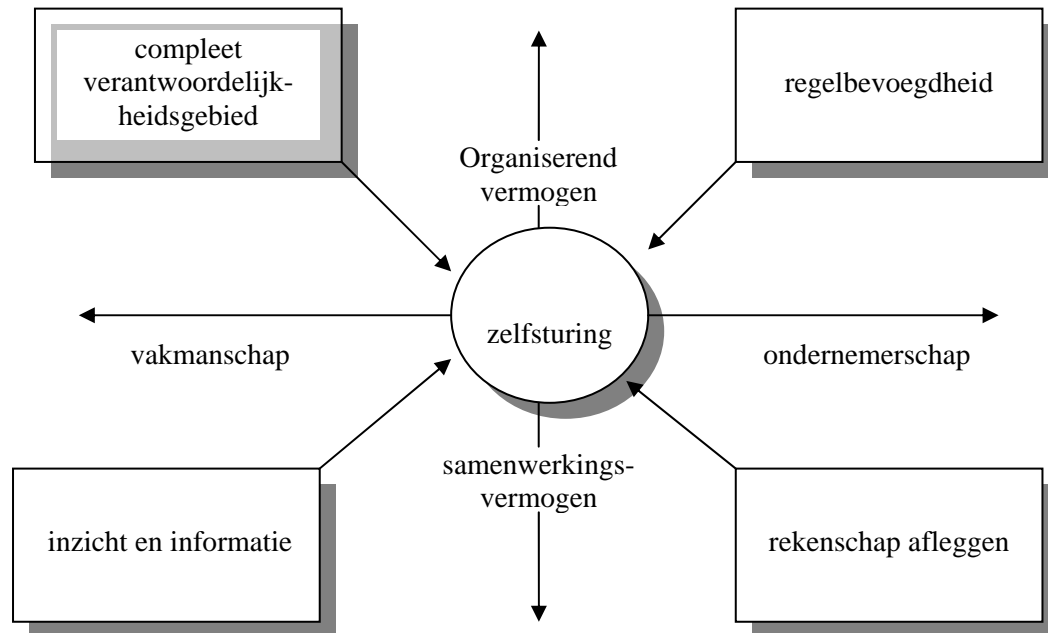 compleet
verantwoordelijk-
heidsgebied
regelbevoegdheid
Organiserend
vermogen
zelfsturing
vakmanschap
ondernemerschap
samenwerkings-
vermogen
inzicht en informatie
rekenschap afleggen